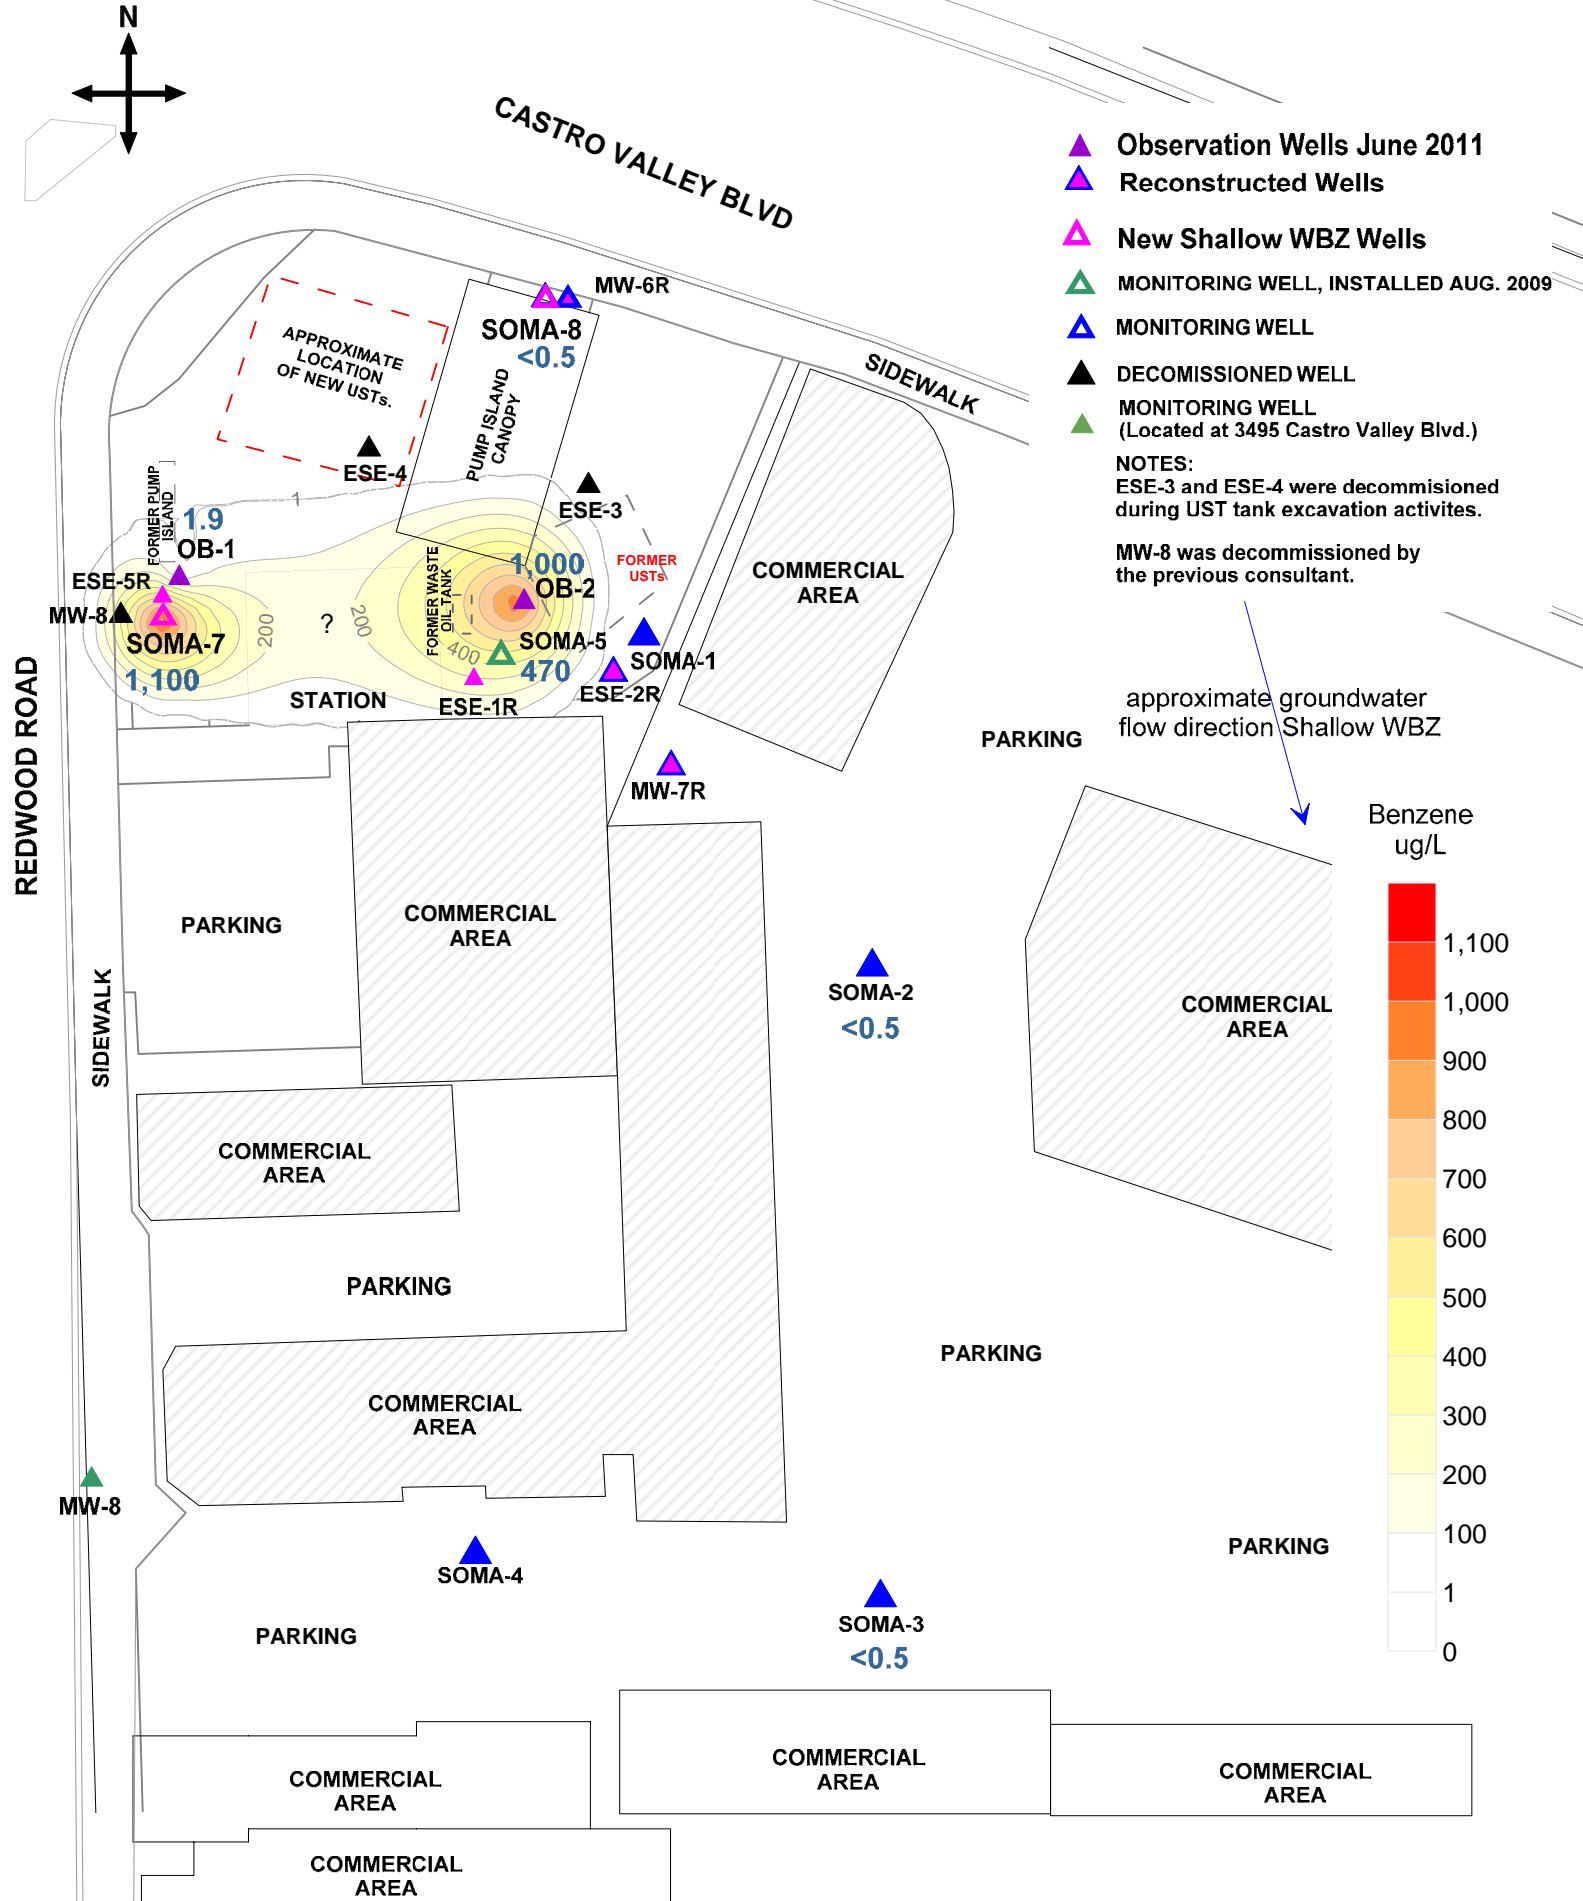 N
CASTRO VALLEY BLVD
Observation Wells June 2011
Reconstructed Wells
New Shallow WBZ Wells
MONITORING WELL, INSTALLED AUG. 2009
MONITORING WELL
DECOMISSIONED WELL
MONITORING WELL
(Located at 3495 Castro Valley Blvd.)
NOTES:
ESE-3 and ESE-4 were decommisioned
during UST tank excavation activites.
MW-8 was decommissioned by
the previous consultant.
approximate groundwater
flow direction Shallow WBZ
MW-6R
SOMA-8
<0.5
SIDEWALK
APPROXIMATE
LOCATION
OF NEW USTs.
PUMP ISLAND
CANOPY
ESE-4
ESE-3
1
FORMER PUMP
ISLAND
1.9
OB-1
ESE-5R
MW-8
SOMA-7
1,100
200
?
200
400
FORMER WASTE
OIL TANK
1,000
OB-2
FORMER
USTs
SOMA-5
470
SOMA-1
ESE-2R
ESE-1R
STATION
COMMERCIAL
AREA
MW-7R
PARKING
REDWOOD ROAD
PARKING
COMMERCIAL
AREA
SIDEWALK
SOMA-2
<0.5
COMMERCIAL
AREA
Benzene
ug/L
1,100
1,000
900
800
700
600
500
400
300
200
100
1
0
COMMERCIAL
AREA
PARKING
PARKING
COMMERCIAL
AREA
MW-8
SOMA-4
PARKING
PARKING
SOMA-3
<0.5
COMMERCIAL
AREA
COMMERCIAL
AREA
COMMERCIAL
AREA
COMMERCIAL
AREA